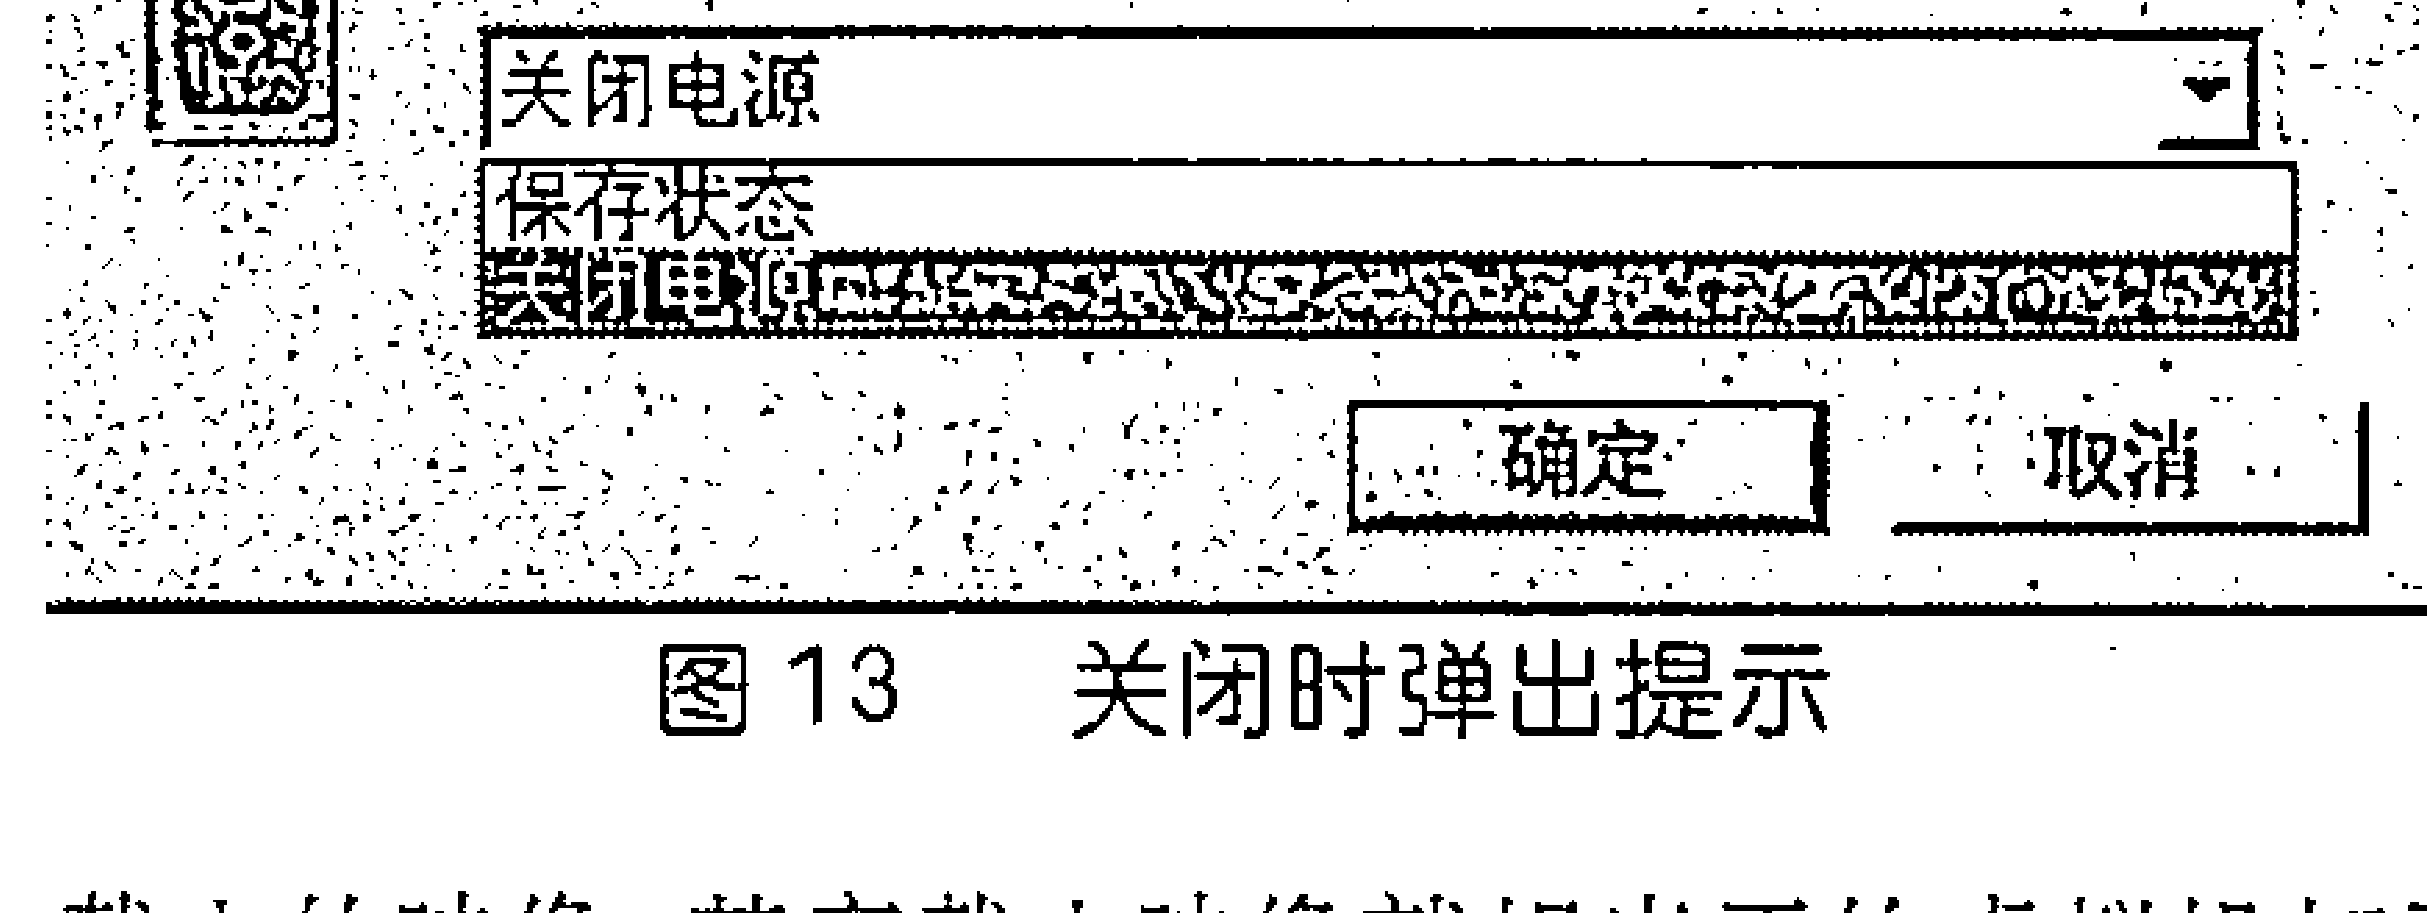 关闭电源
保存状态
关闭电源
确定 取消
图 13 关闭时弹出提示